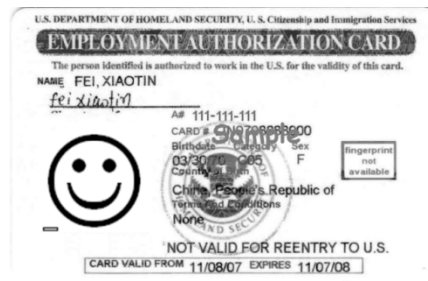 U.S. DEPARTMENT OF HOMELAND SECURITY, U. S. Citizenship and Immigration Services
EMPLOYMENT AUTHORIZATION CARD
The person identified is authorized to work in the U.S. for the validity of this card.
NAME FEI, XIAOTIN
fei xiaotin
A# 111-111-111
CARD #
Sample
Birthdate Category Sex
03/30/70 C05 F
Country of Birth
China, People's Republic of
Terms And Conditions
None
fingerprint
not
available
NOT VALID FOR REENTRY TO U.S.
CARD VALID FROM 11/08/07 EXPIRES 11/07/08